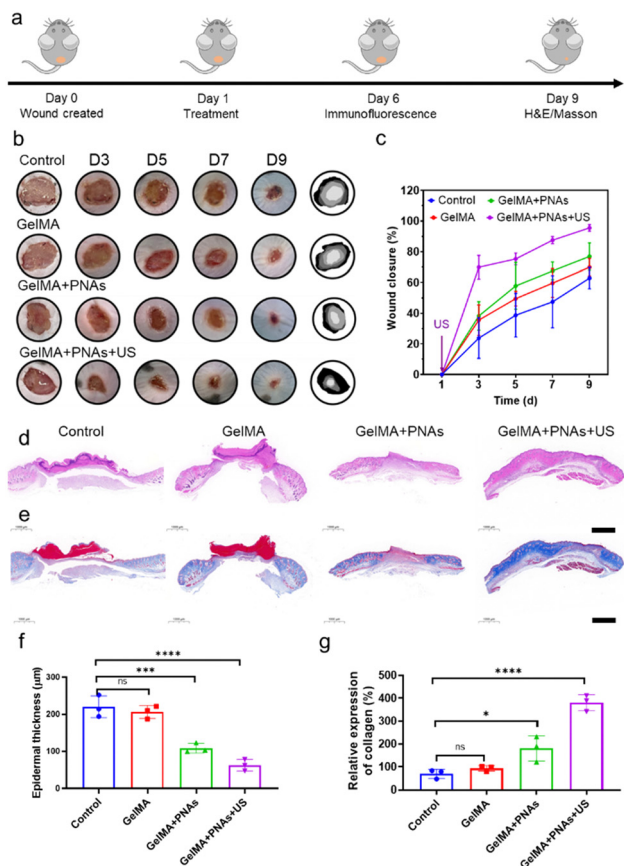 a
Day 0
Wound created
Day 1
Treatment
Day 6
Immunofluorescence
Day 9
H&E/Masson
b
Control D3 D5 D7 D9
GelMA
GelMA+PNAs
GelMA+PNAs+US
c
Wound closure (%)
120
100
80
60
40
20
0
Control
GelMA
GelMA+PNAs
GelMA+PNAs+US
US
1 3 5 7 9
Time (d)
d
Control GelMA GelMA+PNAs GelMA+PNAs+US
e
f
Epidermal thickness (μm)
300
200
100
0
****
***
ns
Control
GelMA
GelMA+PNAs
GelMA+PNAs+US
g
Relative expression
of collagen (%)
500
400
300
200
100
0
****
*
ns
Control
GelMA
GelMA+PNAs
GelMA+PNAs+US